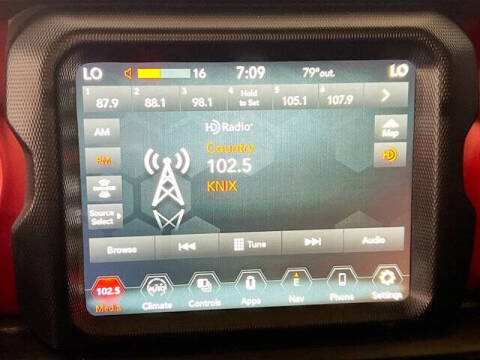 LO 16 7:09 79°out. LO
1 2 3 4 5 6
87.9 88.1 98.1 Hold to Set 105.1 107.9
AM
HD Radio
Map
FM
Country
HD
102.5
KNIX
Source
Select
Browse Tune Audio
102.5 E
Media Climate Controls Apps Nav Phone Settings